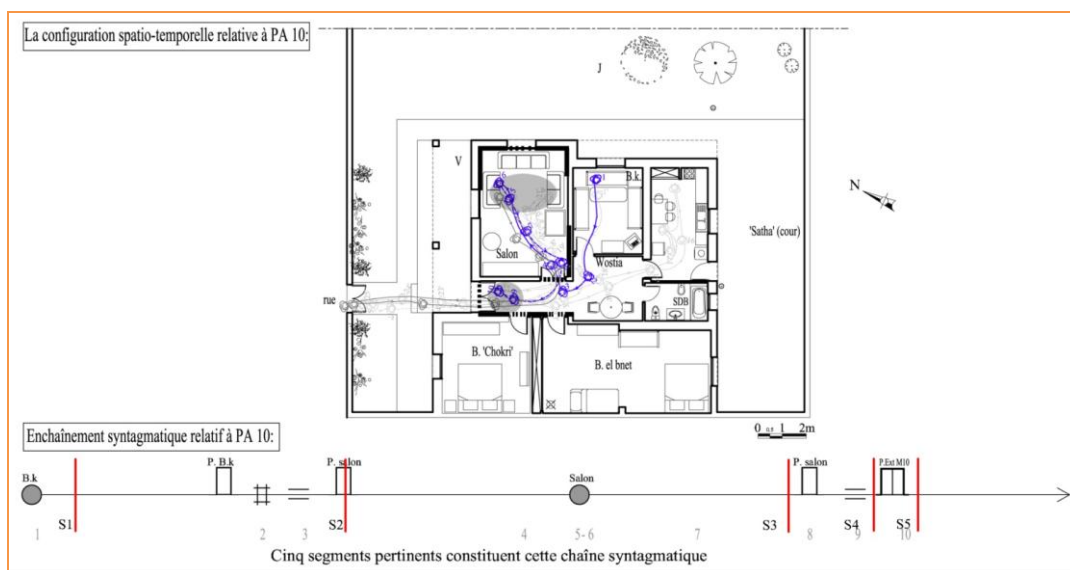 La configuration spatio-temporelle relative à PA 10:
J
V
B.k
N
'Satha' (cour)
Salon
Wostia
rue
SDB
B. 'Chokri'
B. el bnet
0 0.5 1 2m
Enchaînement syntagmatique relatif à PA 10:
B.k P. B.k P. salon Salon P. salon P.Ext M10
S1 S2 S3 S4 S5
1 2 3 4 5- 6 7 8 9 10
Cinq segments pertinents constituent cette chaîne syntagmatique